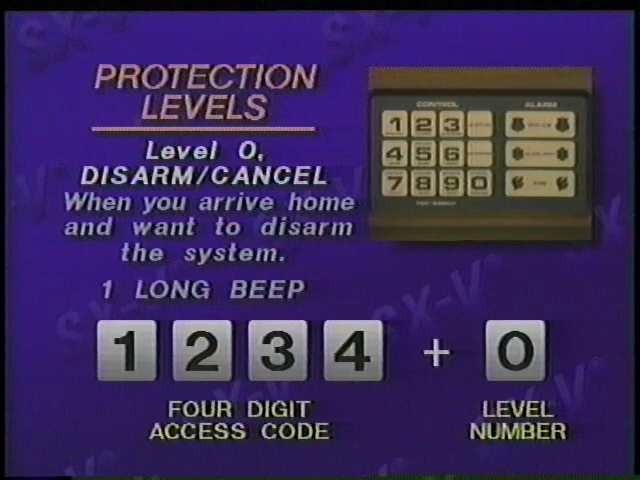 PROTECTION
LEVELS
Level 0,
DISARM/CANCEL
When you arrive home
and want to disarm
the system.
1 LONG BEEP
1 2 3 4 + 0
FOUR DIGIT
ACCESS CODE
LEVEL
NUMBER
CONTROL
ALARM
1 2 3
4 5 6
7 8 9 0
SX-V